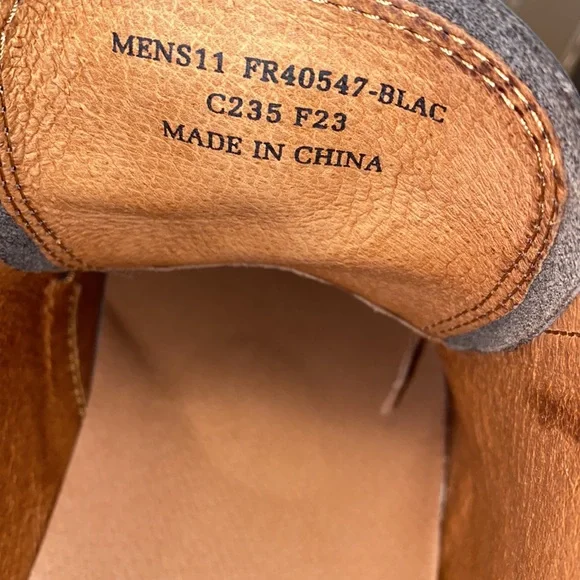 MENS11 FR40547-BLAC
C235 F23
MADE IN CHINA